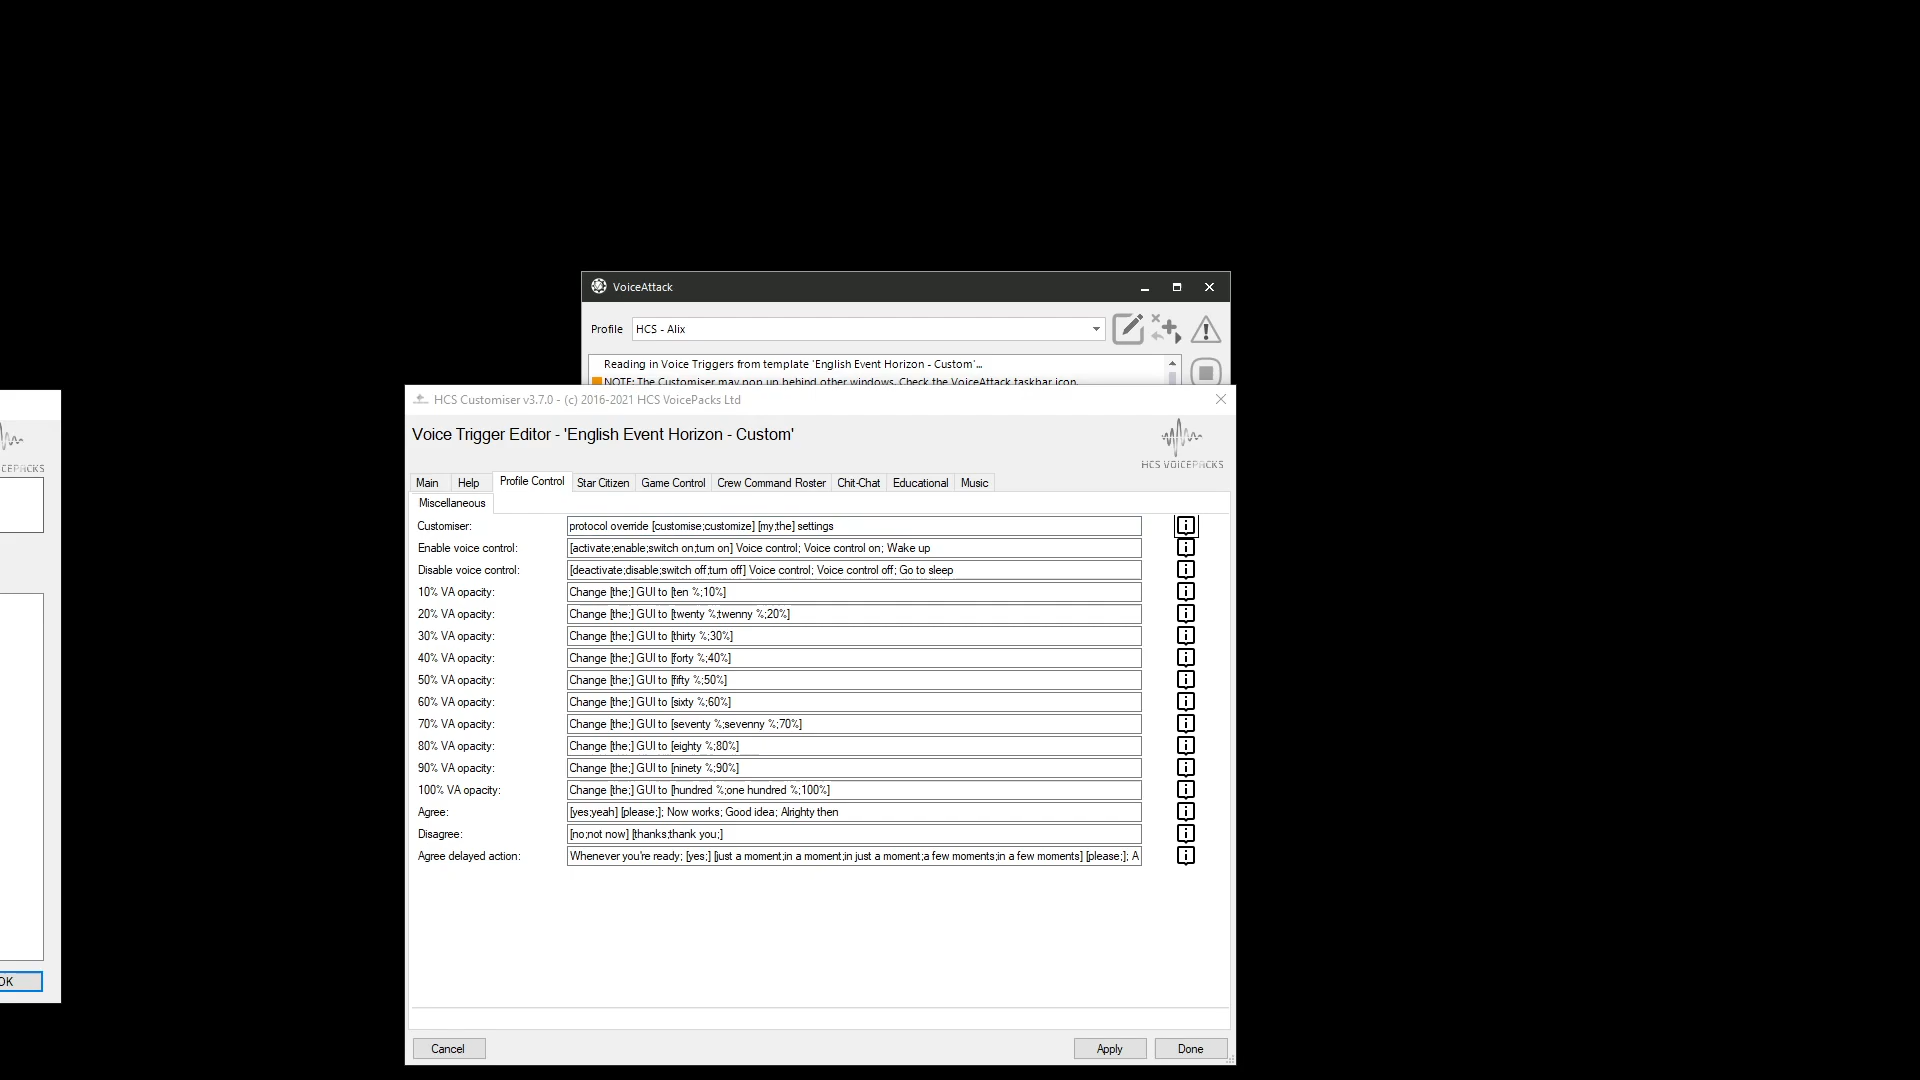 VoiceAttack
Profile HCS - Alix
Reading in Voice Triggers from template 'English Event Horizon - Custom'...
NOTE: The Customiser may pop up behind other windows. Check the VoiceAttack taskbar icon.
HCS Customiser v3.7.0 - (c) 2016-2021 HCS VoicePacks Ltd
Voice Trigger Editor - 'English Event Horizon - Custom'
HCS VOICEPACKS
CEPACKS
Main Help Profile Control Star Citizen Game Control Crew Command Roster Chit-Chat Educational Music
Miscellaneous
Customiser: protocol override [customise;customize] [my;the] settings
Enable voice control: [activate;enable;switch on;turn on] Voice control; Voice control on; Wake up
Disable voice control: [deactivate;disable;switch off;turn off] Voice control; Voice control off; Go to sleep
10% VA opacity: Change [the;] GUI to [ten %;10%]
20% VA opacity: Change [the;] GUI to [twenty %;twenny %;20%]
30% VA opacity: Change [the;] GUI to [thirty %;30%]
40% VA opacity: Change [the;] GUI to [forty %;40%]
50% VA opacity: Change [the;] GUI to [fifty %;50%]
60% VA opacity: Change [the;] GUI to [sixty %;60%]
70% VA opacity: Change [the;] GUI to [seventy %;sevenny %;70%]
80% VA opacity: Change [the;] GUI to [eighty %;80%]
90% VA opacity: Change [the;] GUI to [ninety %;90%]
100% VA opacity: Change [the;] GUI to [hundred %;one hundred %;100%]
Agree: [yes;yeah] [please;]; Now works; Good idea; Alrighty then
Disagree: [no;not now] [thanks;thank you;]
Agree delayed action: Whenever you're ready; [yes;] [just a moment;in a moment;in just a moment;a few moments;in a few moments] [please;]; A
OK
Cancel Apply Done